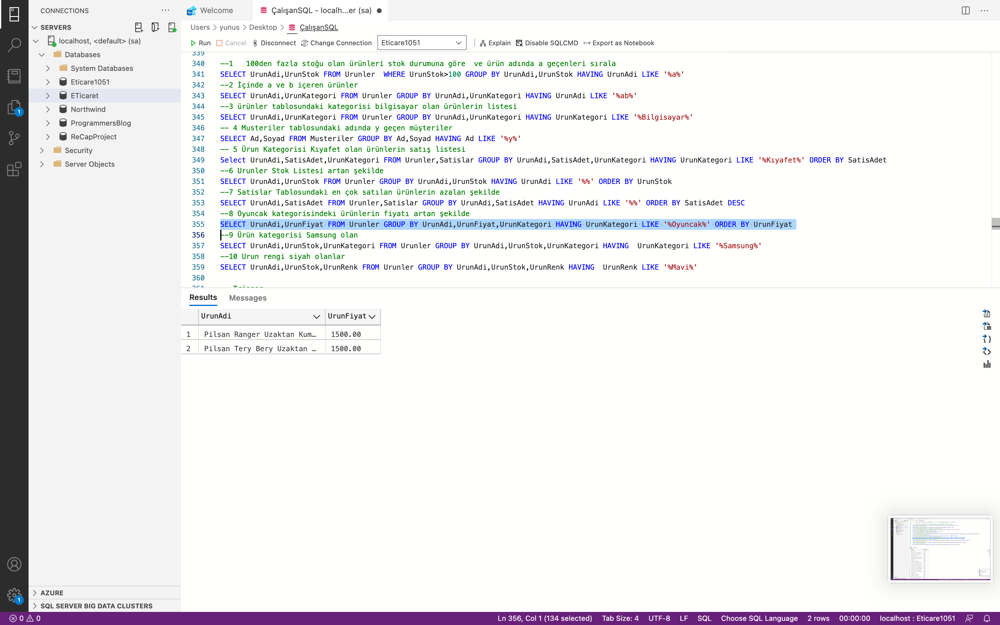 CONNECTIONS
SERVERS
localhost, <default> (sa)
Databases
System Databases
Eticare1051
ETicaret
Northwind
ProgrammersBlog
ReCapProject
Security
Server Objects
AZURE
SQL SERVER BIG DATA CLUSTERS
1
1
Welcome
ÇalışanSQL - localh...er (sa)
Users > yunus > Desktop > ÇalışanSQL
Run Cancel Disconnect Change Connection Eticare1051 Explain Disable SQLCMD Export as Notebook
339
340 --1   100den fazla stoğu olan ürünleri stok durumuna göre  ve ürün adında a geçenleri sırala
341 SELECT UrunAdi,UrunStok FROM Urunler  WHERE UrunStok>100 GROUP BY UrunAdi,UrunStok HAVING UrunAdi LIKE '%a%'
342 --2 İçinde a ve b içeren ürünler
343 SELECT UrunAdi,UrunKategori FROM Urunler GROUP BY UrunAdi,UrunKategori HAVING UrunAdi LIKE '%ab%'
344 --3 ürünler tablosundaki kategorisi bilgisayar olan ürünlerin listesi
345 SELECT UrunAdi,UrunKategori FROM Urunler GROUP BY UrunAdi,UrunKategori HAVING UrunKategori LIKE '%Bilgisayar%'
346 -- 4 Musteriler tablosundaki adında y geçen müşteriler
347 SELECT Ad,Soyad FROM Musteriler GROUP BY Ad,Soyad HAVING Ad LIKE '%y%'
348 -- 5 Ürun Kategorisi Kıyafet olan ürünlerin satış listesi
349 Select UrunAdi,SatisAdet,UrunKategori FROM Urunler,Satislar GROUP BY UrunAdi,SatisAdet,UrunKategori HAVING UrunKategori LIKE '%Kıyafet%' ORDER BY SatisAdet
350 --6 Urunler Stok Listesi artan şekilde
351 SELECT UrunAdi,UrunStok FROM Urunler GROUP BY UrunAdi,UrunStok HAVING UrunAdi LIKE '%%' ORDER BY UrunStok
352 --7 Satislar Tablosundaki en çok satılan ürünlerin azalan şekilde
353 SELECT UrunAdi,SatisAdet FROM Urunler,Satislar GROUP BY UrunAdi,SatisAdet HAVING UrunAdi LIKE '%%' ORDER BY SatisAdet DESC
354 --8 Oyuncak kategorisindeki ürünlerin fiyatı artan şekilde
355 SELECT UrunAdi,UrunFiyat FROM Urunler GROUP BY UrunAdi,UrunFiyat,UrunKategori HAVING UrunKategori LIKE '%Oyuncak%' ORDER BY UrunFiyat
356 --9 Ürün kategorisi Samsung olan
357 SELECT UrunAdi,UrunStok,UrunKategori FROM Urunler GROUP BY UrunAdi,UrunStok,UrunKategori HAVING  UrunKategori LIKE '%Samsung%'
358 --10 Urun rengi siyah olanlar
359 SELECT UrunAdi,UrunStok,UrunRenk FROM Urunler GROUP BY UrunAdi,UrunStok,UrunRenk HAVING  UrunRenk LIKE '%Mavi%'
360
361 Trigger
Results Messages
UrunAdi UrunFiyat
1 Pilsan Ranger Uzaktan Kum… 1500.00
2 Pilsan Tery Bery Uzaktan … 1500.00
0 0 Ln 356, Col 1 (134 selected) Tab Size: 4 UTF-8 LF SQL Choose SQL Language 2 rows 00:00:00 localhost : Eticare1051